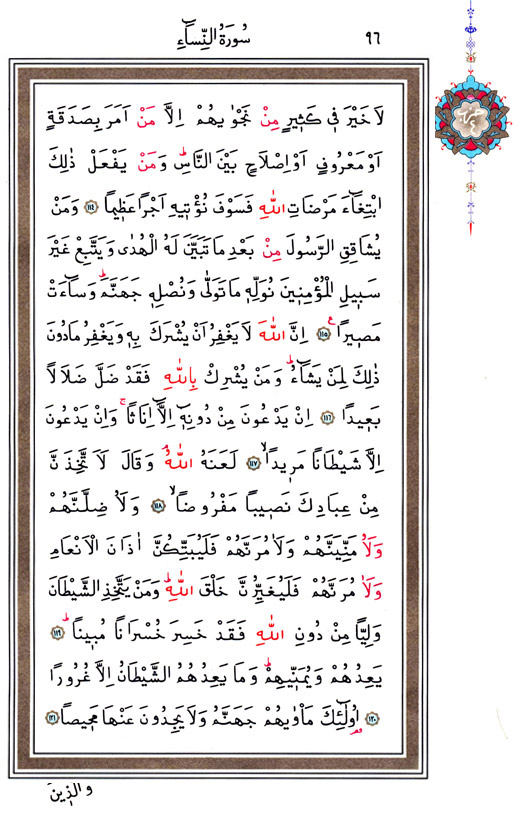 ٩٦ سُورَةُ النِّسَٓاءِ
لَا خَيْرَ ف۪ي كَث۪يرٍ مِنْ نَجْوٰيهُمْ اِلَّا مَنْ اَمَرَ بِصَدَقَةٍ
اَوْ مَعْرُوفٍ اَوْ اِصْلَاحٍ بَيْنَ النَّاسِۜ وَمَنْ يَفْعَلْ ذٰلِكَ
ابْتِغَٓاءَ مَرْضَاتِ اللّٰهِ فَسَوْفَ نُؤْت۪يهِ اَجْرًا عَظ۪يمًا ﴿١١٤﴾ وَمَنْ
يُشَاقِقِ الرَّسُولَ مِنْ بَعْدِ مَا تَبَيَّنَ لَهُ الْهُدٰى وَيَتَّبِعْ غَيْرَ
سَب۪يلِ الْمُؤْمِن۪ينَ نُوَلِّه۪ مَا تَوَلّٰى وَنُصْلِه۪ جَهَنَّمَۜ وَسَٓاءَتْ
مَص۪يرًا۟ ﴿١١٥﴾ اِنَّ اللّٰهَ لَا يَغْفِرُ اَنْ يُشْرَكَ بِه۪ وَيَغْفِرُ مَا دُونَ
ذٰلِكَ لِمَنْ يَشَٓاءُۜ وَمَنْ يُشْرِكْ بِاللّٰهِ فَقَدْ ضَلَّ ضَلَالًا
بَع۪يدًا ﴿١١٦﴾ اِنْ يَدْعُونَ مِنْ دُونِه۪ٓ اِلَّٓا اِنَاثًاۚ وَاِنْ يَدْعُونَ
اِلَّا شَيْطَانًا مَر۪يدًاۙ ﴿١١٧﴾ لَعَنَهُ اللّٰهُۢ وَقَالَ لَاَتَّخِذَنَّ
مِنْ عِبَادِكَ نَص۪يبًا مَفْرُوضًاۙ ﴿١١٨﴾ وَلَاُضِلَّنَّهُمْ
وَلَاُمَنِّيَنَّهُمْ وَلَاٰمُرَنَّهُمْ فَلَيُبَتِّكُنَّ اٰذَانَ الْاَنْعَامِ
وَلَاٰمُرَنَّهُمْ فَلَيُغَيِّرُنَّ خَلْقَ اللّٰهِۜ وَمَنْ يَتَّخِذِ الشَّيْطَانَ
وَلِيًّا مِنْ دُونِ اللّٰهِ فَقَدْ خَسِرَ خُسْرَانًا مُب۪ينًاۜ ﴿١١٩﴾
يَعِدُهُمْ وَيُمَنّ۪يهِمْۜ وَمَا يَعِدُهُمُ الشَّيْطَانُ اِلَّا غُرُورًا
﴿١٢٠﴾ اُو۬لٰٓئِكَ مَأْوٰيهُمْ جَهَنَّمُ وَلَا يَجِدُونَ عَنْهَا مَح۪يصًا ﴿١٢١﴾
وَالَّذ۪ينَ